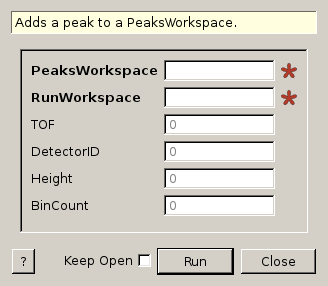 Adds a peak to a PeaksWorkspace.
PeaksWorkspace
RunWorkspace
TOF 0
DetectorID 0
Height 0
BinCount 0
? Keep Open Run Close